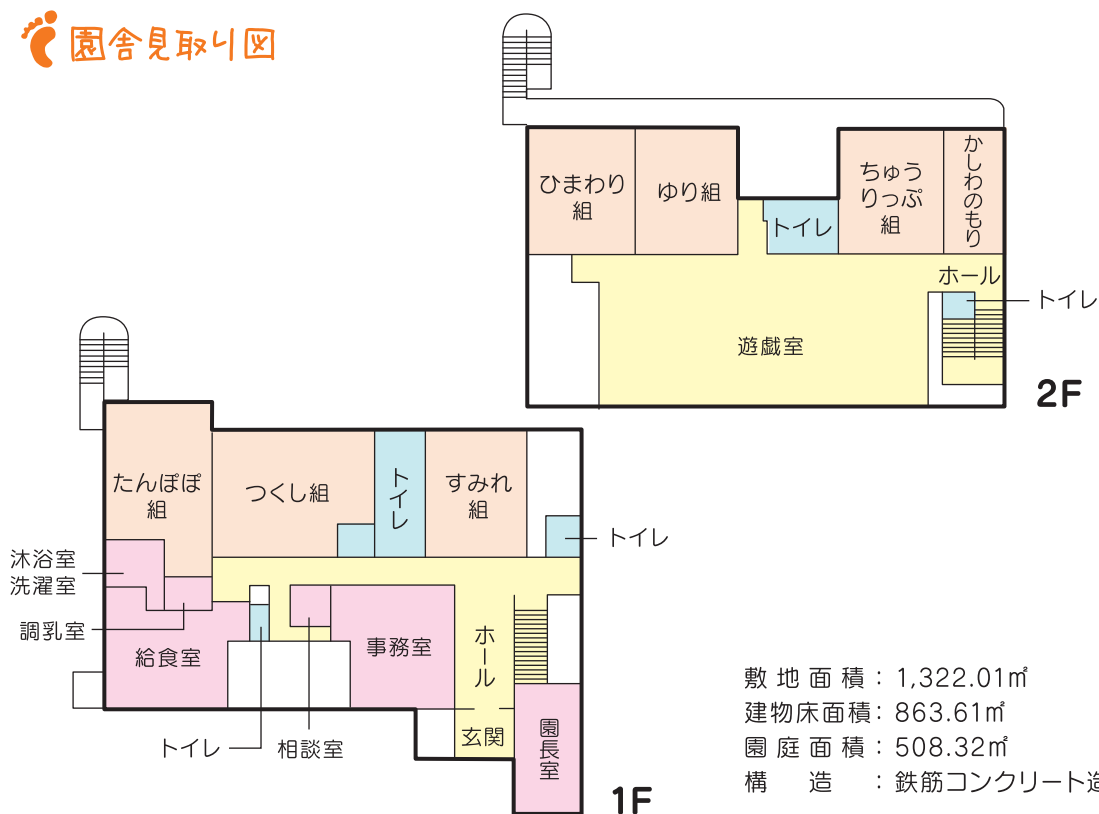 園舎見取り図
ひまわり
組
ゆり組
トイレ
ちゅう
りっぷ
組
かしわのもり
ホール
トイレ
遊戯室
2F
たんぽぽ
組
つくし組
トイレ
すみれ
組
トイレ
沐浴室
洗濯室
調乳室
給食室
トイレ
相談室
事務室
ホール
玄関
園長室
1F
敷地面積：1,322.01㎡
建物床面積：863.61㎡
園庭面積：508.32㎡
構造：鉄筋コンクリート造